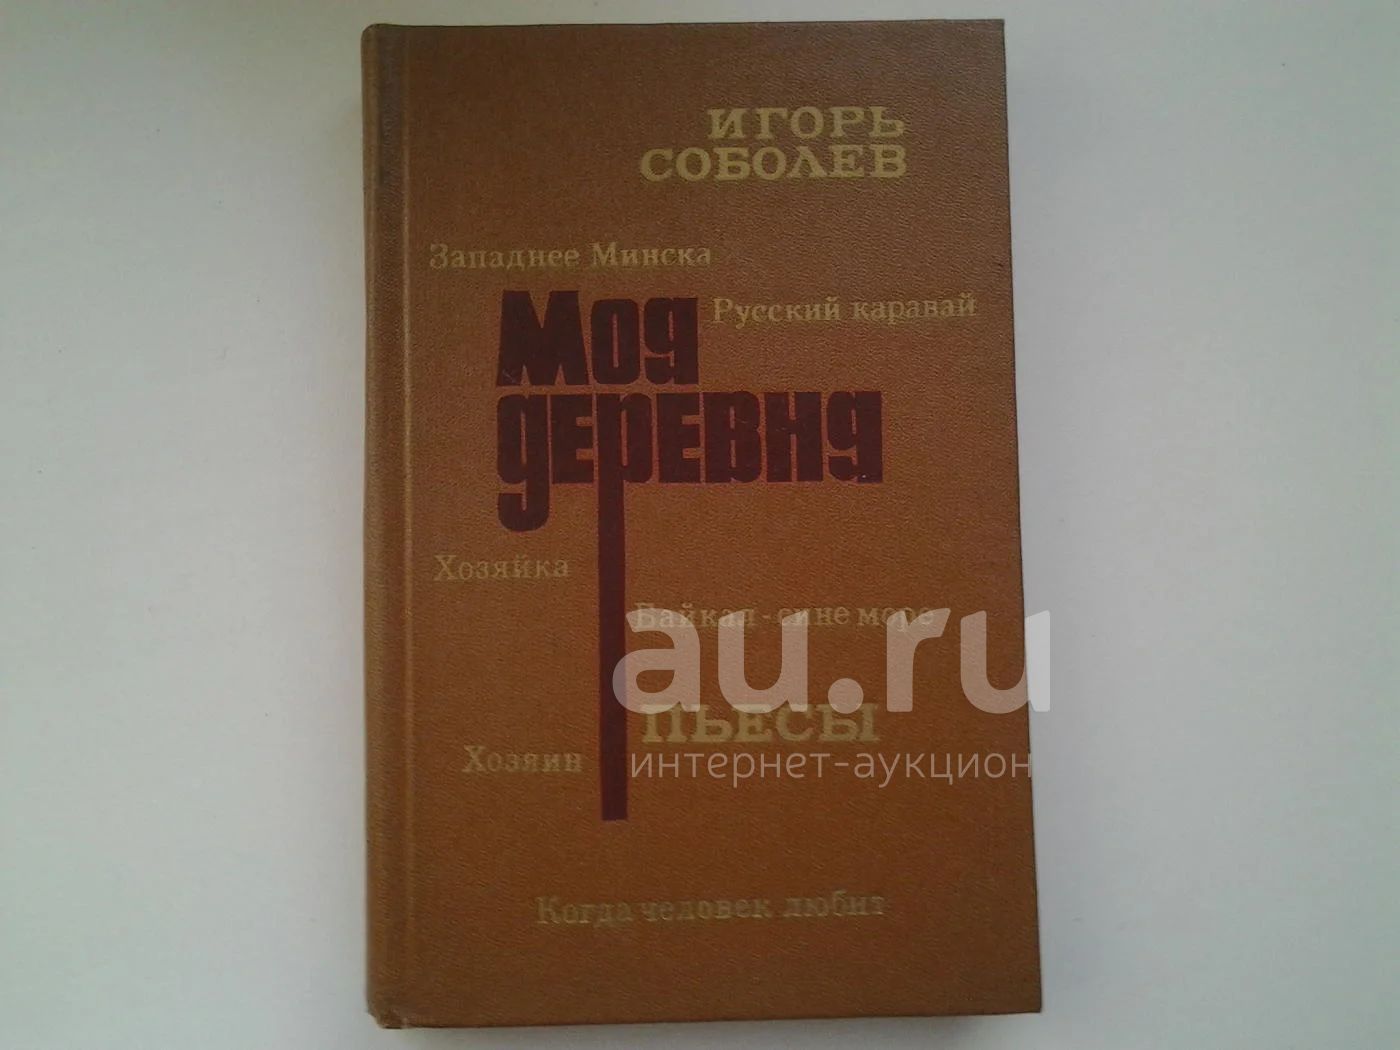 ИГОРЬ
СОБОЛЕВ
Западнее Минска
Русский каравай
Моя
деревня
Хозяйка
Байкал-сине море
au.ru
ПЬЕСЫ
Хозяин
интернет-аукцион
Когда человек любит